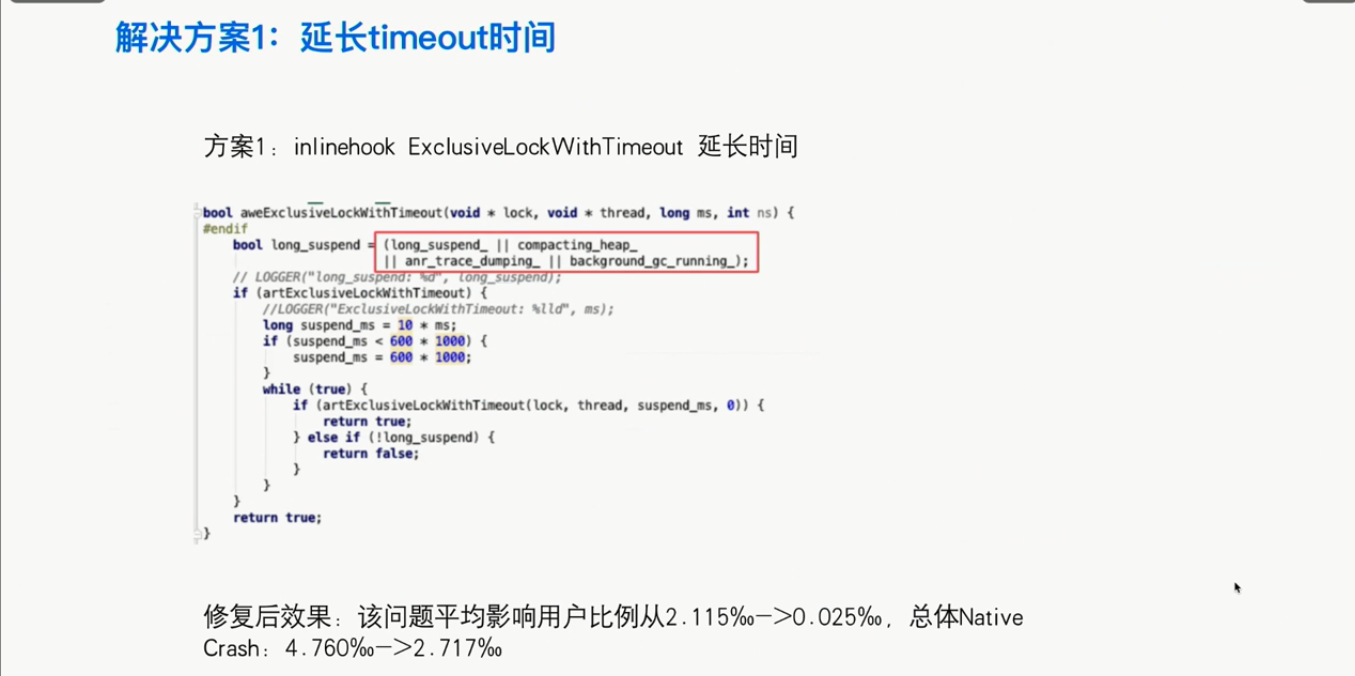 解决方案1：延长timeout时间
方案1：inlinehook ExclusiveLockWithTimeout 延长时间
bool aweExclusiveLockWithTimeout(void * lock, void * thread, long ms, int ns) {
#endif
bool long_suspend = (long_suspend_ || compacting_heap_
|| anr_trace_dumping_ || background_gc_running_);
// LOGGER("long_suspend: %d", long_suspend);
if (artExclusiveLockWithTimeout) {
//LOGGER("ExclusiveLockWithTimeout: %lld", ms);
long suspend_ms = 10 * ms;
if (suspend_ms < 600 * 1000) {
suspend_ms = 600 * 1000;
}
while (true) {
if (artExclusiveLockWithTimeout(lock, thread, suspend_ms, 0)) {
return true;
} else if (!long_suspend) {
return false;
}
}
}
return true;
}
修复后效果：该问题平均影响用户比例从2.115‰—>0.025‰，总体Native
Crash：4.760‰—>2.717‰